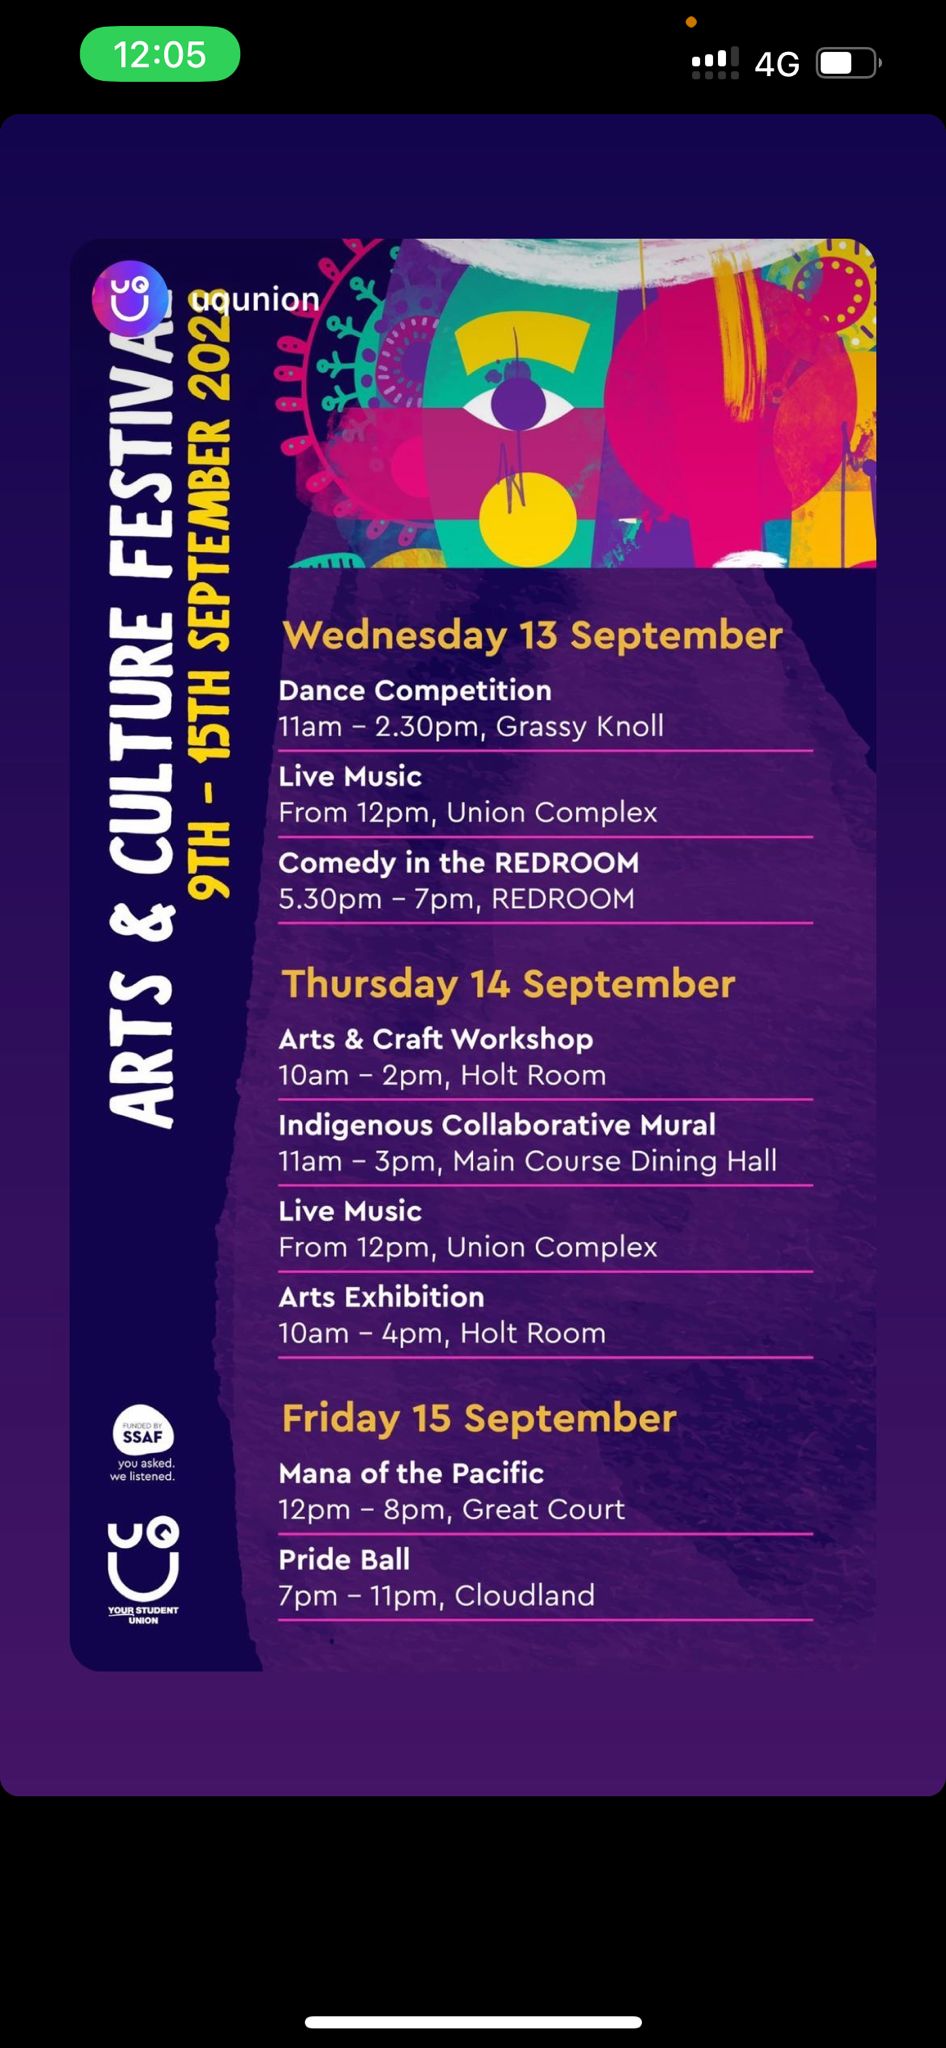 12:05
4G
uqunion
ARTS & CULTURE FESTIVAL
9TH - 15TH SEPTEMBER 2023
Wednesday 13 September
Dance Competition
11am – 2.30pm, Grassy Knoll
Live Music
From 12pm, Union Complex
Comedy in the REDROOM
5.30pm – 7pm, REDROOM
Thursday 14 September
Arts & Craft Workshop
10am – 2pm, Holt Room
Indigenous Collaborative Mural
11am – 3pm, Main Course Dining Hall
Live Music
From 12pm, Union Complex
Arts Exhibition
10am – 4pm, Holt Room
Friday 15 September
Mana of the Pacific
12pm – 8pm, Great Court
Pride Ball
7pm – 11pm, Cloudland
FUNDED BY
SSAF
you asked.
we listened.
UQU
YOUR STUDENT
UNION